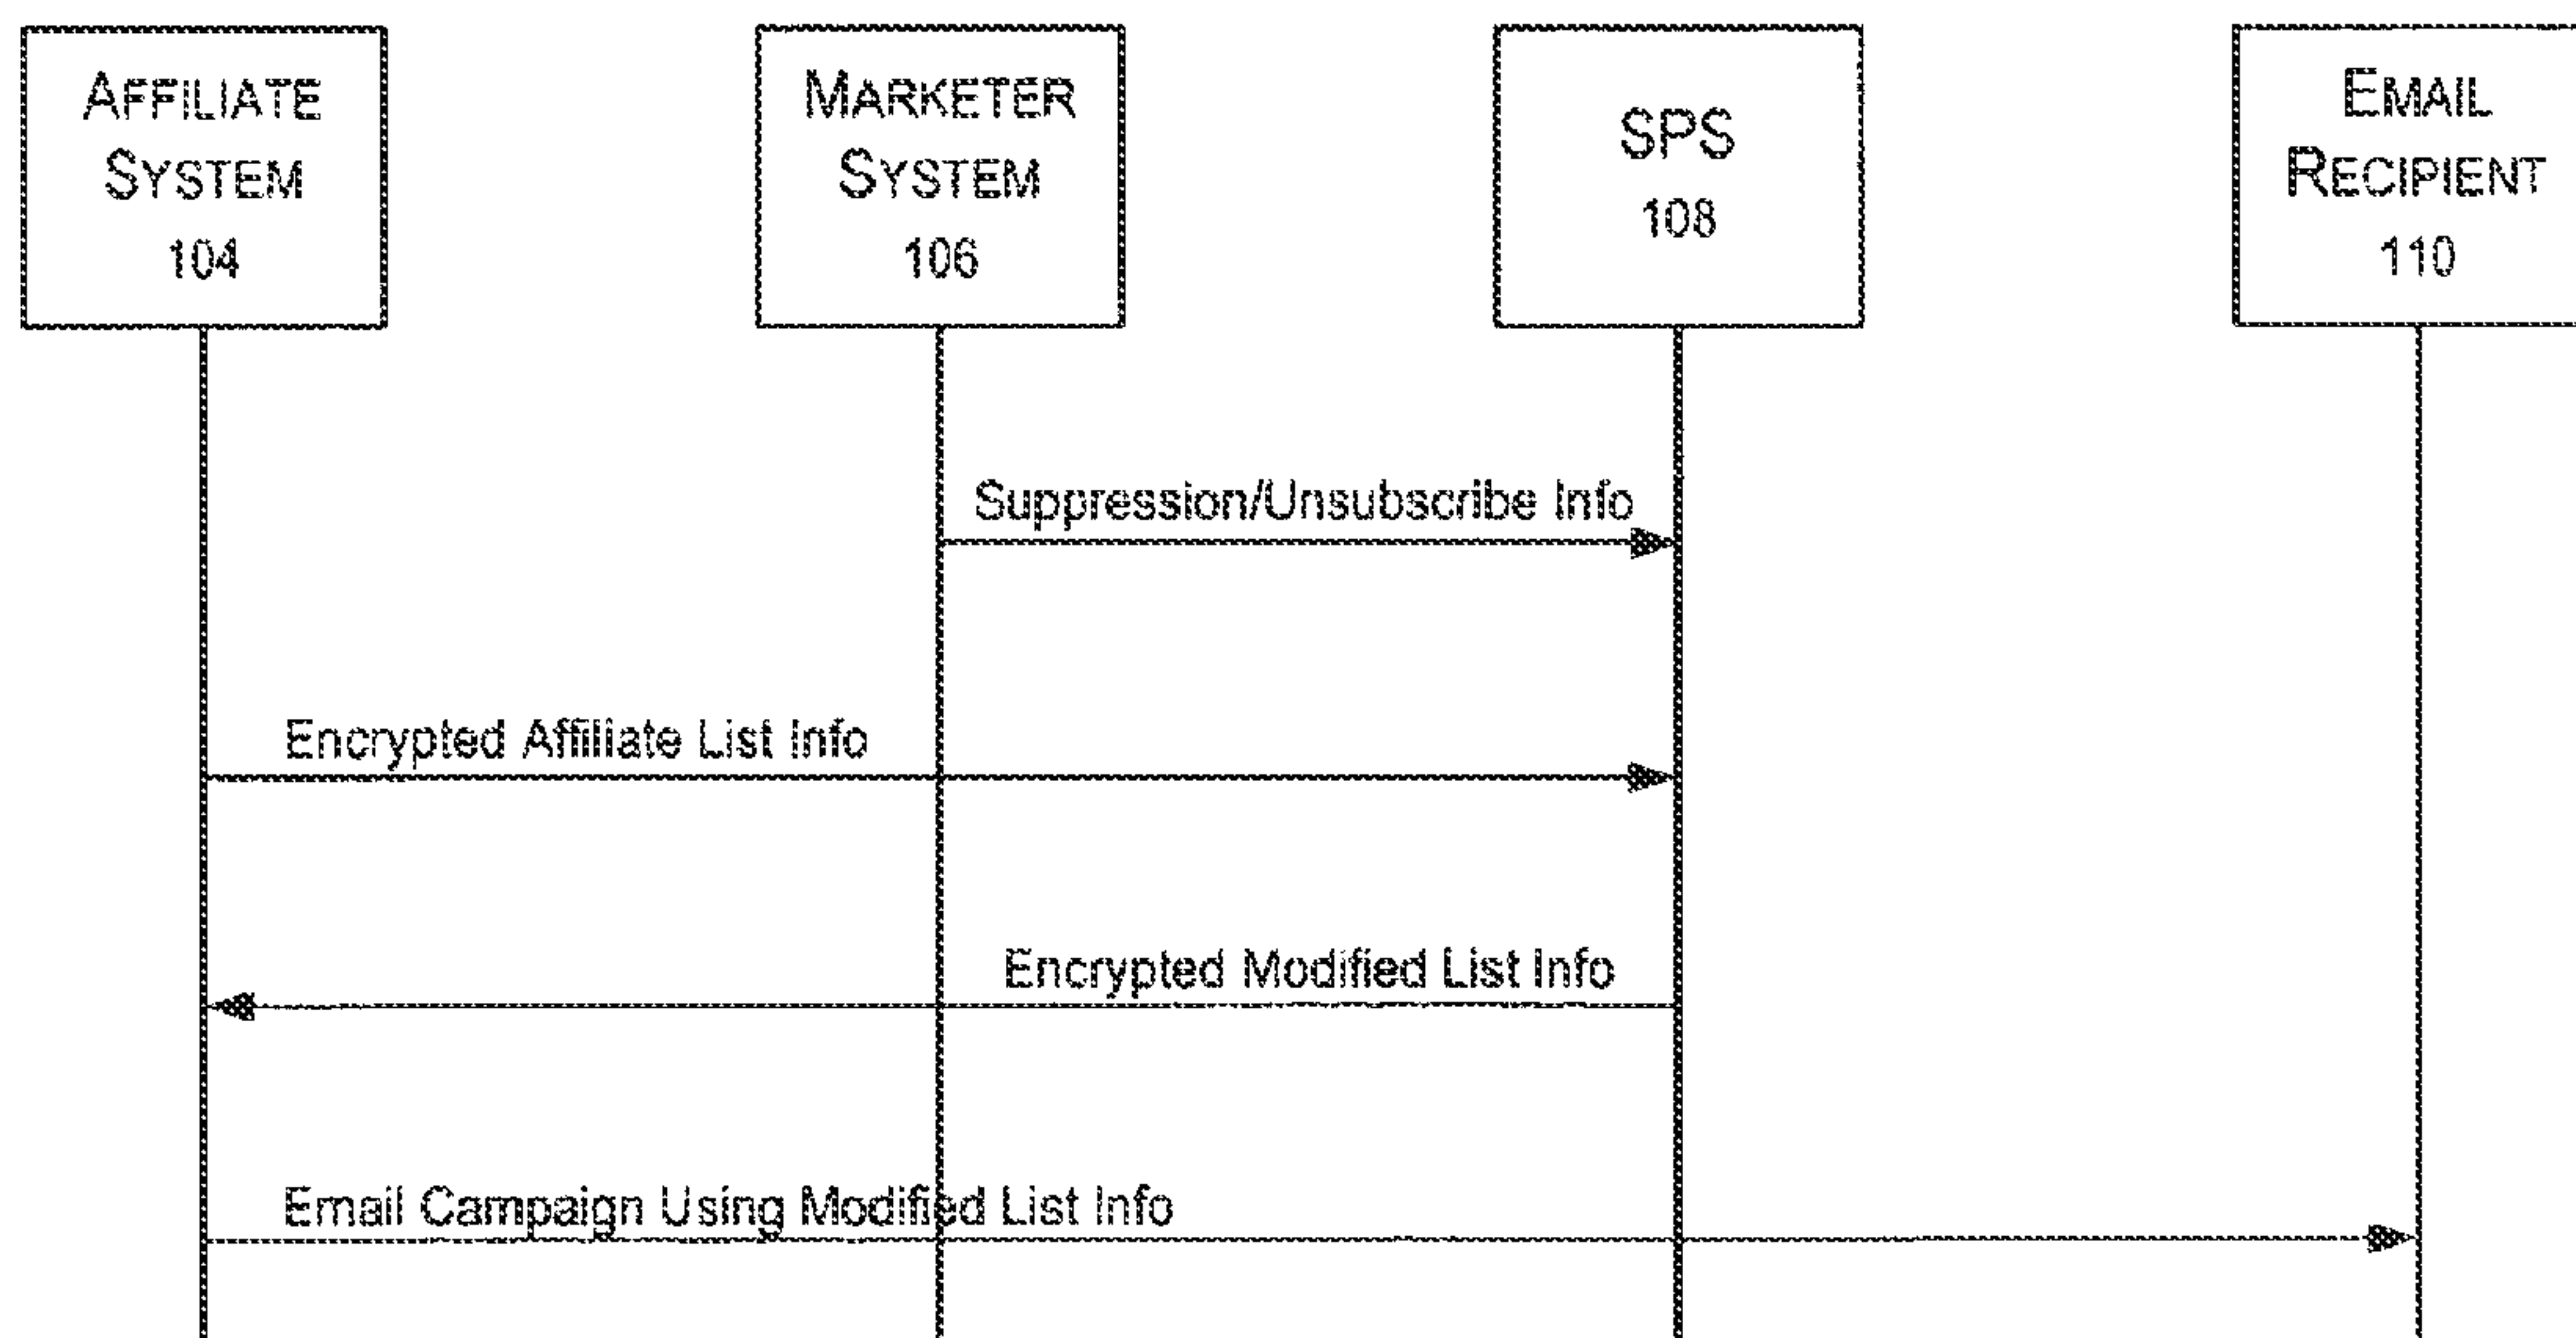 AFFILIATE
SYSTEM
104
MARKETER
SYSTEM
106
SPS
108
EMAIL
RECIPIENT
110
Suppression/Unsubscribe Info
Encrypted Affiliate List Info
Encrypted Modified List Info
Email Campaign Using Modified List Info